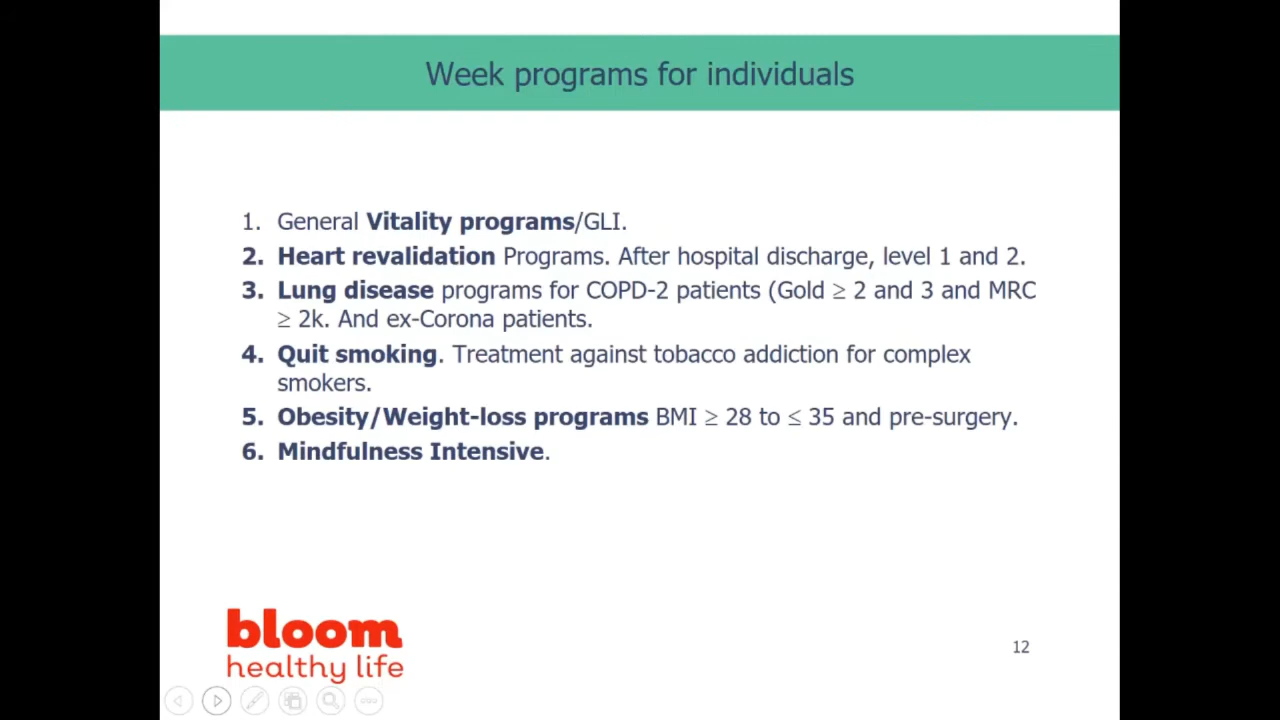 Week programs for individuals
1. General Vitality programs/GLI.
2. Heart revalidation Programs. After hospital discharge, level 1 and 2.
3. Lung disease programs for COPD-2 patients (Gold ≥ 2 and 3 and MRC
≥ 2k. And ex-Corona patients.
4. Quit smoking. Treatment against tobacco addiction for complex
smokers.
5. Obesity/Weight-loss programs BMI ≥ 28 to ≤ 35 and pre-surgery.
6. Mindfulness Intensive.
bloom
healthy life
12